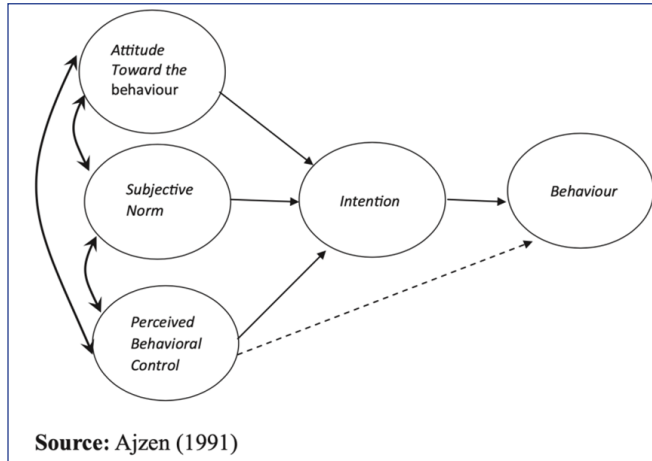 Attitude
Toward the
behaviour
Subjective
Norm
Intention
Behaviour
Perceived
Behavioral
Control
Source: Ajzen (1991)